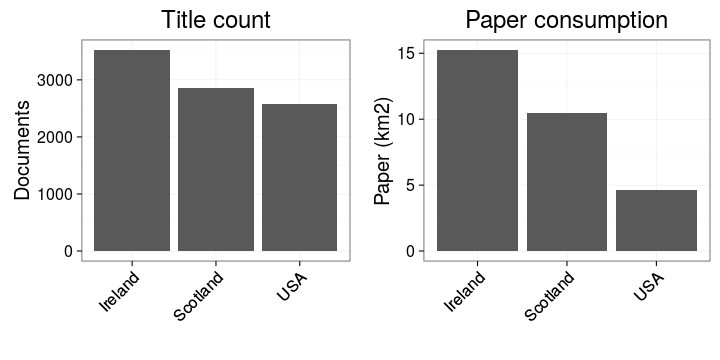 Title count
Documents
3000
2000
1000
0
Ireland
Scotland
USA
Paper consumption
Paper (km2)
15
10
5
0
Ireland
Scotland
USA